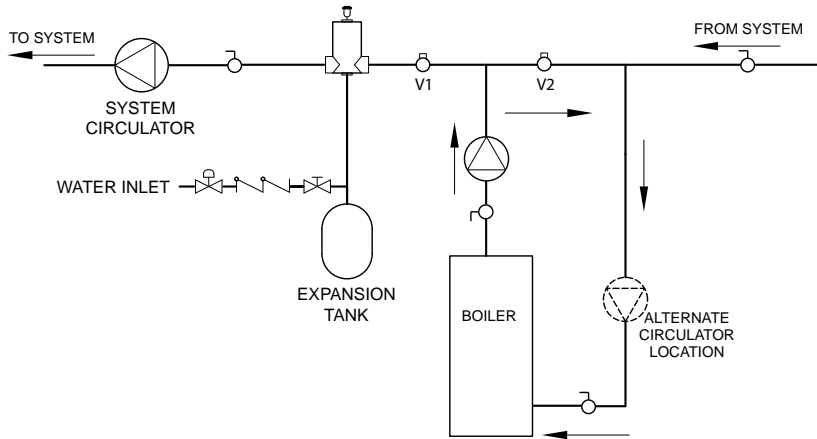 TO SYSTEM
FROM SYSTEM
SYSTEM
CIRCULATOR
V1
V2
WATER INLET
EXPANSION
TANK
BOILER
ALTERNATE
CIRCULATOR
LOCATION